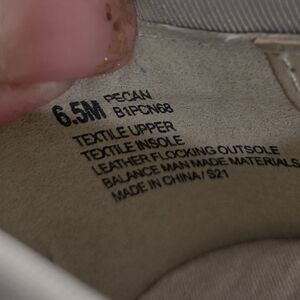 6.5M PECAN
B1PCN68
TEXTILE UPPER
TEXTILE INSOLE
LEATHER FLOCKING OUTSOLE
BALANCE MAN MADE MATERIALS
MADE IN CHINA / S21